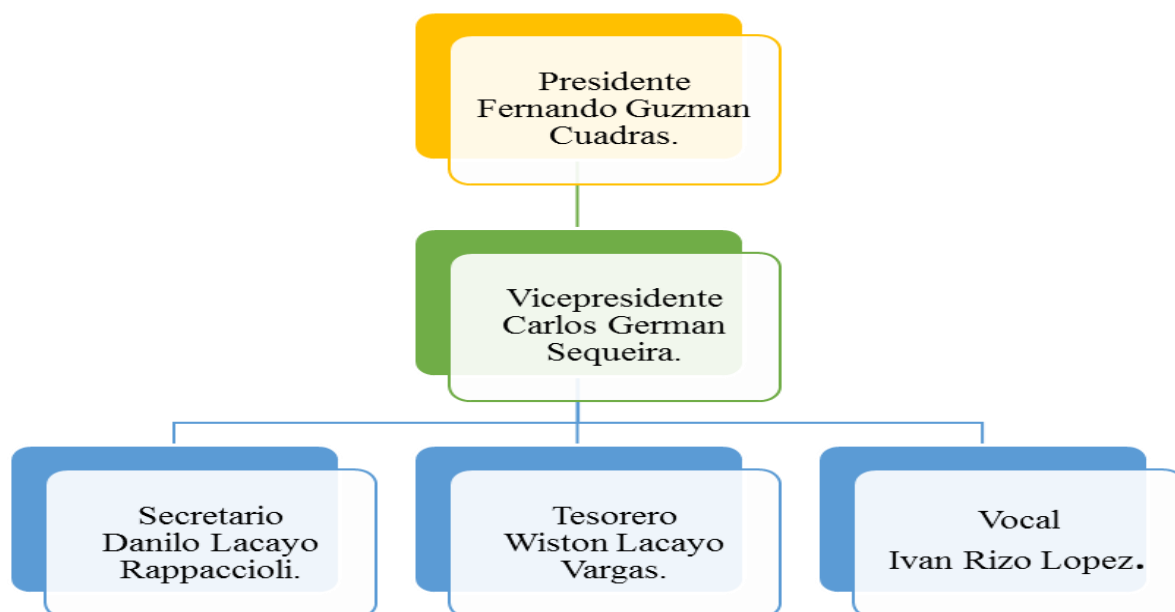 Presidente
Fernando Guzman
Cuadras.
Vicepresidente
Carlos German
Sequeira.
Secretario
Danilo Lacayo
Rappaccioli.
Tesorero
Wiston Lacayo
Vargas.
Vocal
Ivan Rizo Lopez.